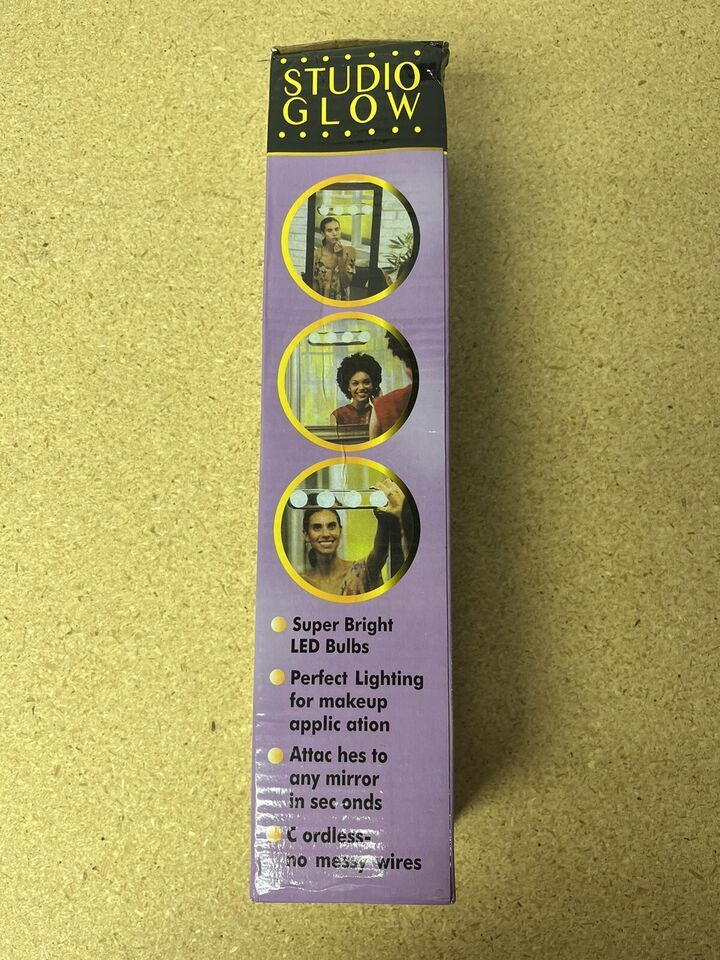 STUDIO
GLOW
Super Bright
LED Bulbs
Perfect Lighting
for makeup
applic ation
Attac hes to
any mirror
in sec onds
C ordless-
no messy wires